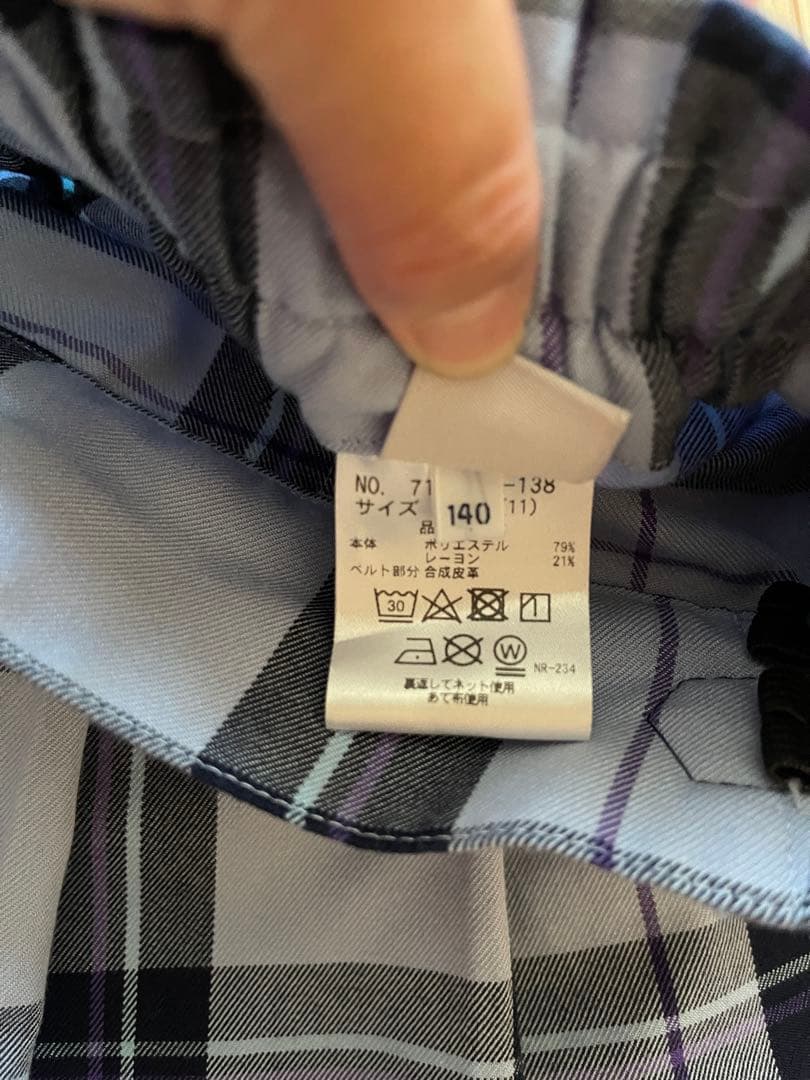 NO. 71 -138
サイズ 140 (11)
品
本体 ポリエステル 79%
レーヨン 21%
ベルト部分 合成皮革
30
W
NR-234
裏返してネット使用
あて布使用